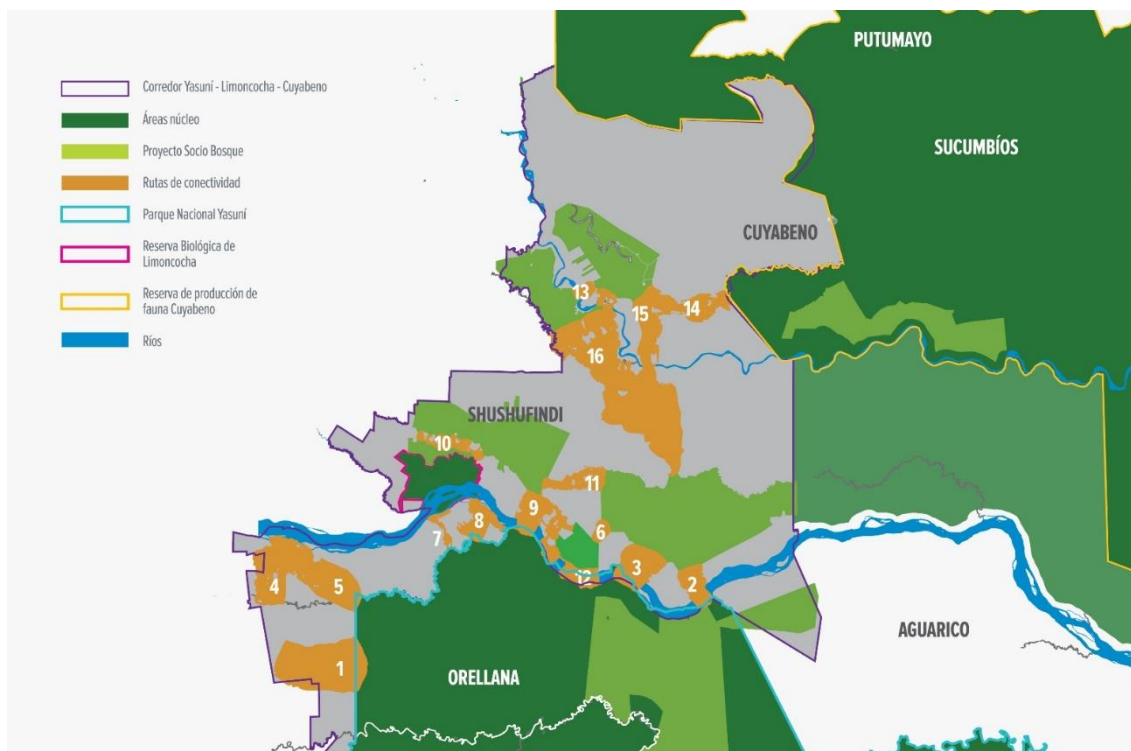 Corredor Yasuní - Limoncocha - Cuyabeno
Áreas núcleo
Proyecto Socio Bosque
Rutas de conectividad
Parque Nacional Yasuní
Reserva Biológica de
Limoncocha
Reserva de producción de
fauna Cuyabeno
Ríos
PUTUMAYO
SUCUMBÍOS
CUYABENO
13
15
14
16
SHUSHUFINDI
10
11
9
8
7
6
12
3
2
4
5
1
AGUARICO
ORELLANA